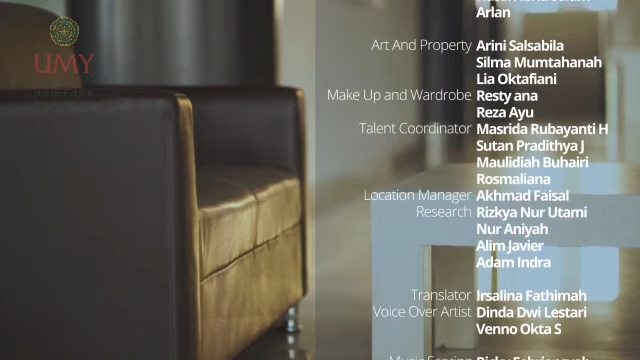 UMY
Arlan
Art And Property Arini Salsabila
Silma Mumtahanah
Lia Oktafiani
Make Up and Wardrobe Resty ana
Reza Ayu
Talent Coordinator Masrida Rubayanti H
Sutan Pradithya J
Maulidiah Buhairi
Rosmaliana
Location Manager Akhmad Faisal
Research Rizkya Nur Utami
Nur Aniyah
Alim Javier
Adam Indra
Translator Irsalina Fathimah
Voice Over Artist Dinda Dwi Lestari
Venno Okta S